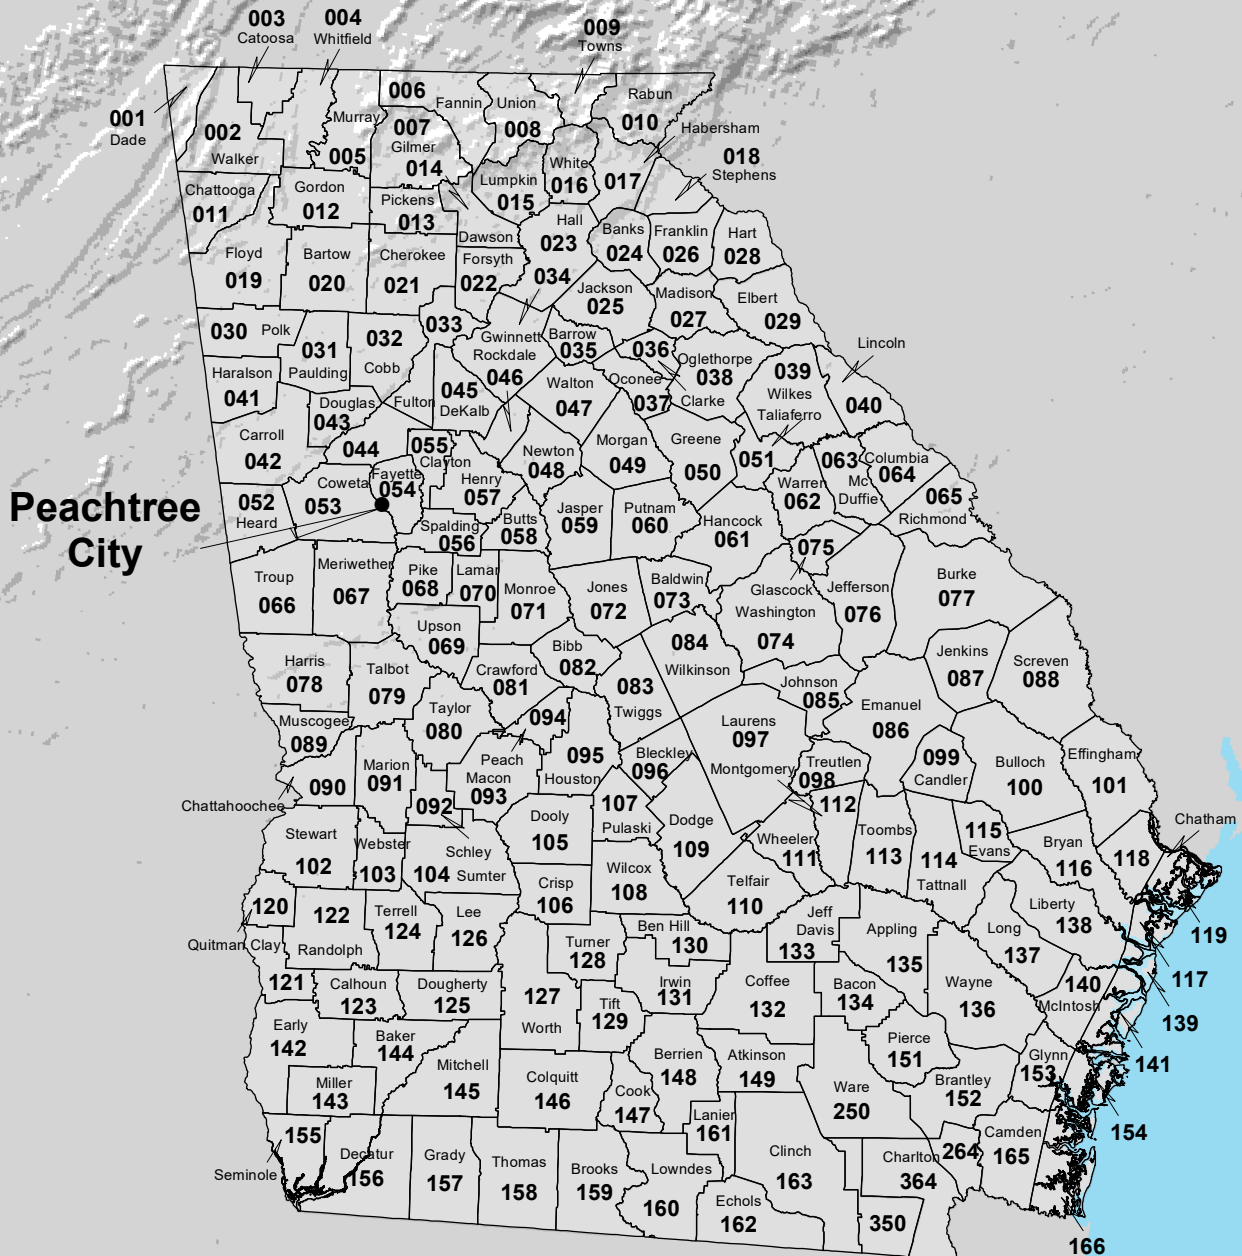 003
Catoosa
004
Whitfield
009
Towns
001
Dade
002
Walker
Murray
005
006
Fannin
007
Gilmer
014
Union
008
Rabun
010
Habersham
018
Stephens
Chattooga
011
Gordon
012
Pickens
013
Lumpkin
015
White
016
017
Dawson
Hall
023
Banks
024
Franklin
026
Hart
028
Floyd
019
Bartow
020
Cherokee
021
Forsyth
022
034
Jackson
025
Madison
027
Elbert
029
030
Polk
031
Paulding
032
Cobb
033
Gwinnett
Rockdale
046
Barrow
035
036
Oglethorpe
038
Clarke
Oconee
037
039
Wilkes
Taliaferro
Lincoln
040
Haralson
041
Douglas
043
Fulton
045
DeKalb
Walton
047
Carroll
042
044
055
Clayton
Newton
048
Morgan
049
Greene
050
051
063
Mc
Duffie
Columbia
064
Warren
062
065
Richmond
052
Heard
Coweta
053
Fayette
054
Henry
057
Peachtree
City
Spalding
056
Butts
058
Jasper
059
Putnam
060
Hancock
061
075
Glascock
Troup
066
Meriwether
067
Pike
068
Lamar
070
Monroe
071
Jones
072
Baldwin
073
Washington
074
Jefferson
076
Burke
077
Upson
069
Bibb
082
084
Wilkinson
Jenkins
087
Screven
088
Harris
078
Talbot
079
Crawford
081
083
Twiggs
Johnson
085
Emanuel
086
Muscogee
089
Taylor
080
094
Peach
095
Houston
Laurens
097
Bleckley
096
Montgomery
Treutlen
098
099
Candler
Bulloch
100
Effingham
101
090
Chattahoochee
Marion
091
Macon
093
092
Schley
107
Pulaski
112
Stewart
102
Webster
103
104
Sumter
Dooly
105
Dodge
109
Wheeler
111
Toombs
113
114
Tattnall
115
Evans
Bryan
116
118
Chatham
Crisp
106
Wilcox
108
Telfair
110
120
Quitman
122
Randolph
Terrell
124
Lee
126
Clay
121
Turner
128
Ben Hill
130
Jeff
Davis
133
Appling
135
Long
137
Liberty
138
119
117
Calhoun
123
Dougherty
125
127
Worth
Tift
129
Irwin
131
Coffee
132
Bacon
134
Wayne
136
140
McIntosh
139
141
Early
142
Baker
144
Miller
143
Mitchell
145
Colquitt
146
Cook
147
Berrien
148
Atkinson
149
Pierce
151
Ware
250
Brantley
152
Glynn
153
154
155
Seminole
Decatur
156
Grady
157
Thomas
158
Brooks
159
Lowndes
160
Lanier
161
Echols
162
Clinch
163
Charlton
364
264
Camden
165
350
166